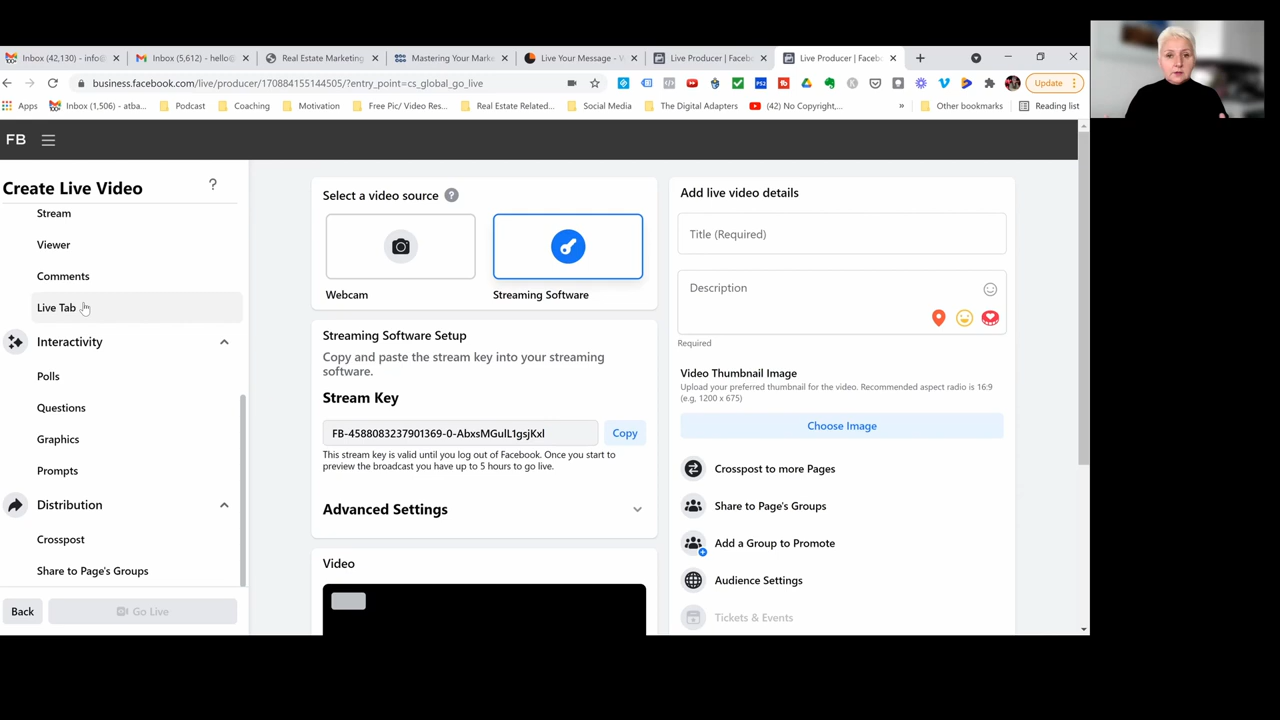 Inbox (42,130) - info@
Inbox (5,612) - hello@
Real Estate Marketing
Mastering Your Marke
Live Your Message - V
Live Producer | Facebo
Live Producer | Facebo
business.facebook.com/live/producer/170884155144505/?entry_point=cs_global_go_live
Update
Apps
Inbox (1,506) - atba...
Podcast
Coaching
Motivation
Free Pic/ Video Res...
Real Estate Related...
Social Media
The Digital Adapters
(42) No Copyright,...
»
Other bookmarks
Reading list
FB
Create Live Video
?
Stream
Viewer
Comments
Live Tab
Interactivity
Polls
Questions
Graphics
Prompts
Distribution
Crosspost
Share to Page's Groups
Back
Go Live
Select a video source ?
Webcam
Streaming Software
Streaming Software Setup
Copy and paste the stream key into your streaming
software.
Stream Key
FB-4588083237901369-0-AbxsMGulL1gsjKxl
Copy
This stream key is valid until you log out of Facebook. Once you start to
preview the broadcast you have up to 5 hours to go live.
Advanced Settings
Video
Add live video details
Title (Required)
Description
Required
Video Thumbnail Image
Upload your preferred thumbnail for the video. Recommended aspect radio is 16:9
(e.g, 1200 x 675)
Choose Image
Crosspost to more Pages
Share to Page's Groups
Add a Group to Promote
Audience Settings
Tickets & Events